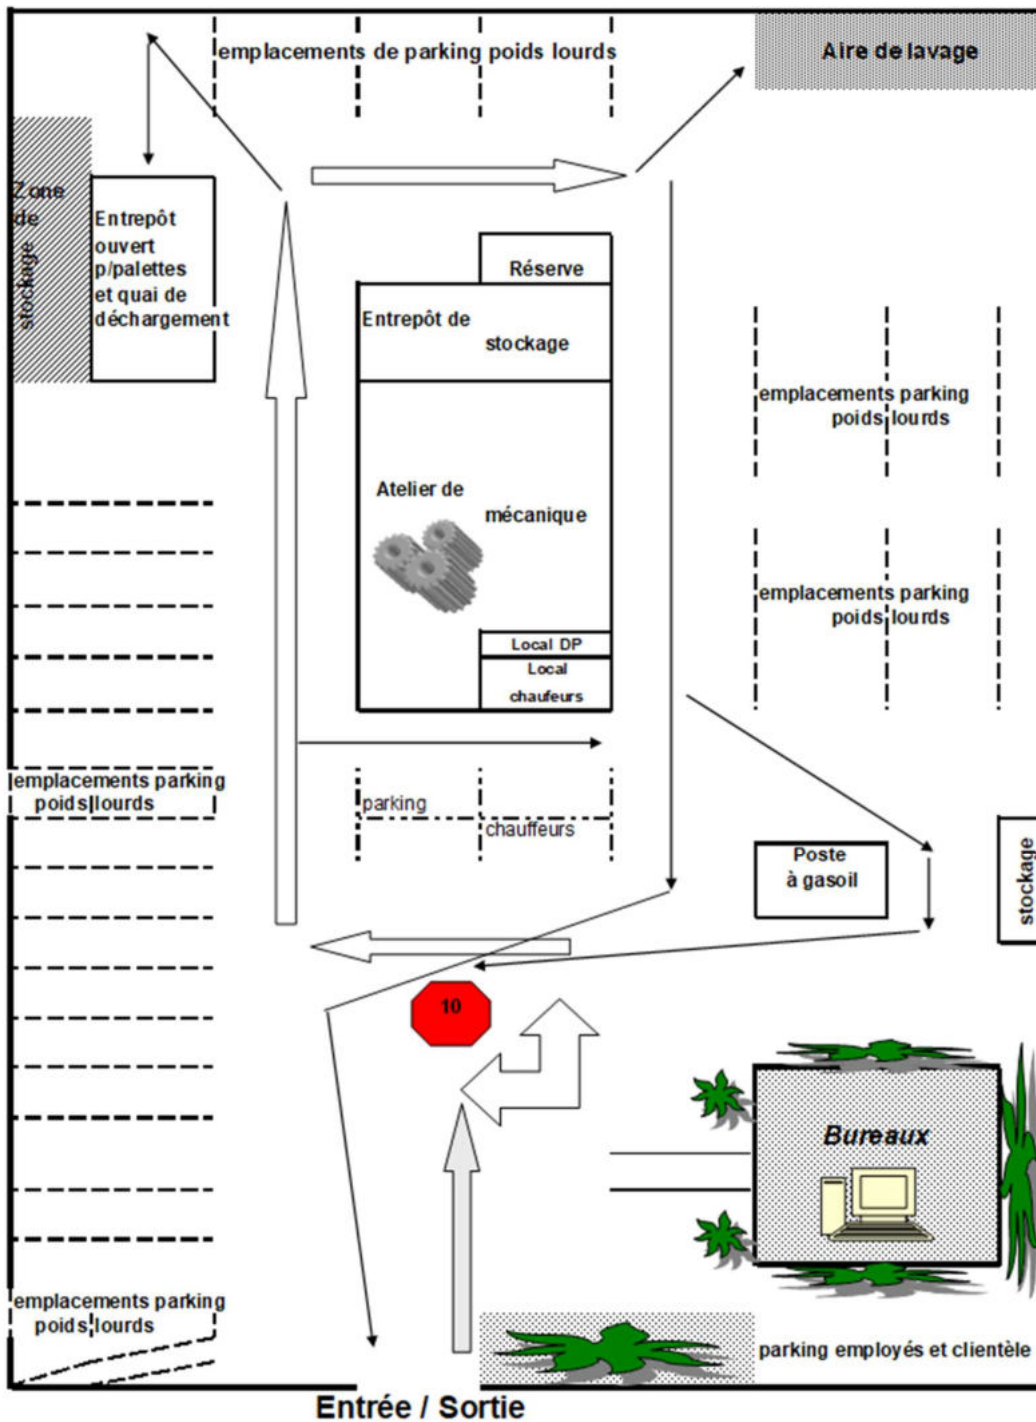 emplacements de parking poids lourds
Aire de lavage
Zone
de
stockage
Entrepôt
ouvert
p/palettes
et quai de
déchargement
Réserve
Entrepôt de
stockage
emplacements parking
poids lourds
Atelier de
mécanique
emplacements parking
poids lourds
Local DP
Local
chaufeurs
emplacements parking
poids lourds
parking
chauffeurs
Poste
à gasoil
stockage
10
Bureaux
emplacements parking
poids lourds
parking employés et clientèle
Entrée / Sortie